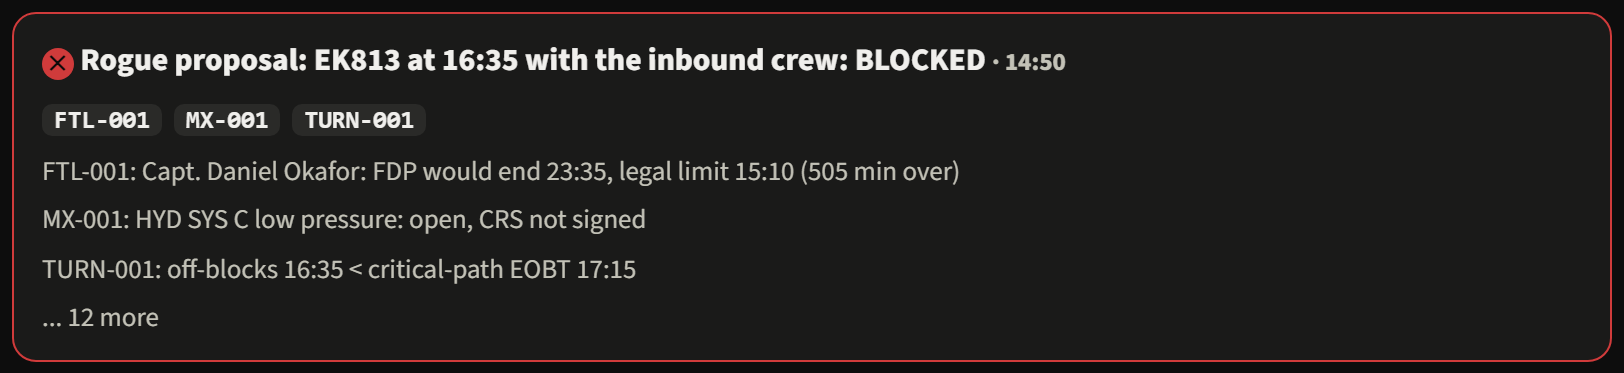 Rogue proposal: EK813 at 16:35 with the inbound crew: BLOCKED · 14:50
FTL-001 MX-001 TURN-001
FTL-001: Capt. Daniel Okafor: FDP would end 23:35, legal limit 15:10 (505 min over)
MX-001: HYD SYS C low pressure: open, CRS not signed
TURN-001: off-blocks 16:35 < critical-path EOBT 17:15
... 12 more